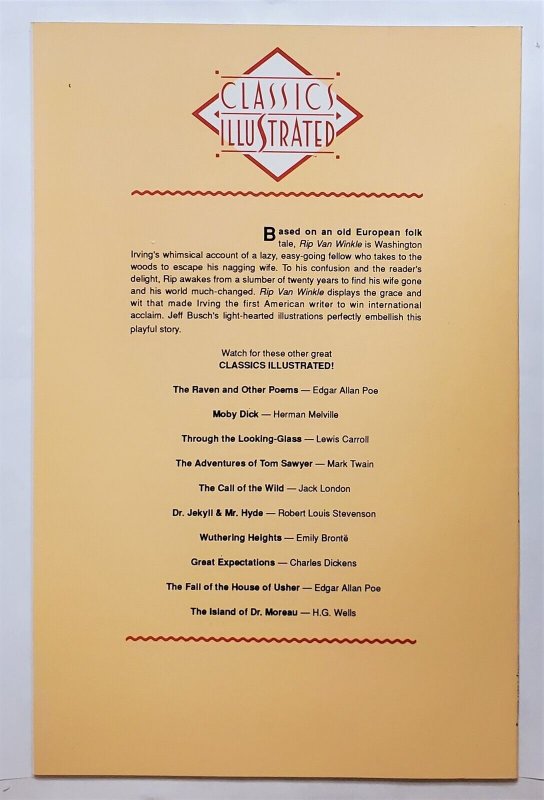 CLASSICS
ILLUSTRATED
Based on an old European folk
tale, Rip Van Winkle is Washington
Irving's whimsical account of a lazy, easy-going fellow who takes to the
woods to escape his nagging wife. To his confusion and the reader's
delight, Rip awakes from a slumber of twenty years to find his wife gone
and his world much-changed. Rip Van Winkle displays the grace and
wit that made Irving the first American writer to win international
acclaim. Jeff Busch's light-hearted illustrations perfectly embellish this
playful story.
Watch for these other great
CLASSICS ILLUSTRATED!
The Raven and Other Poems — Edgar Allan Poe
Moby Dick — Herman Melville
Through the Looking-Glass — Lewis Carroll
The Adventures of Tom Sawyer — Mark Twain
The Call of the Wild — Jack London
Dr. Jekyll & Mr. Hyde — Robert Louis Stevenson
Wuthering Heights — Emily Brontë
Great Expectations — Charles Dickens
The Fall of the House of Usher — Edgar Allan Poe
The Island of Dr. Moreau — H.G. Wells